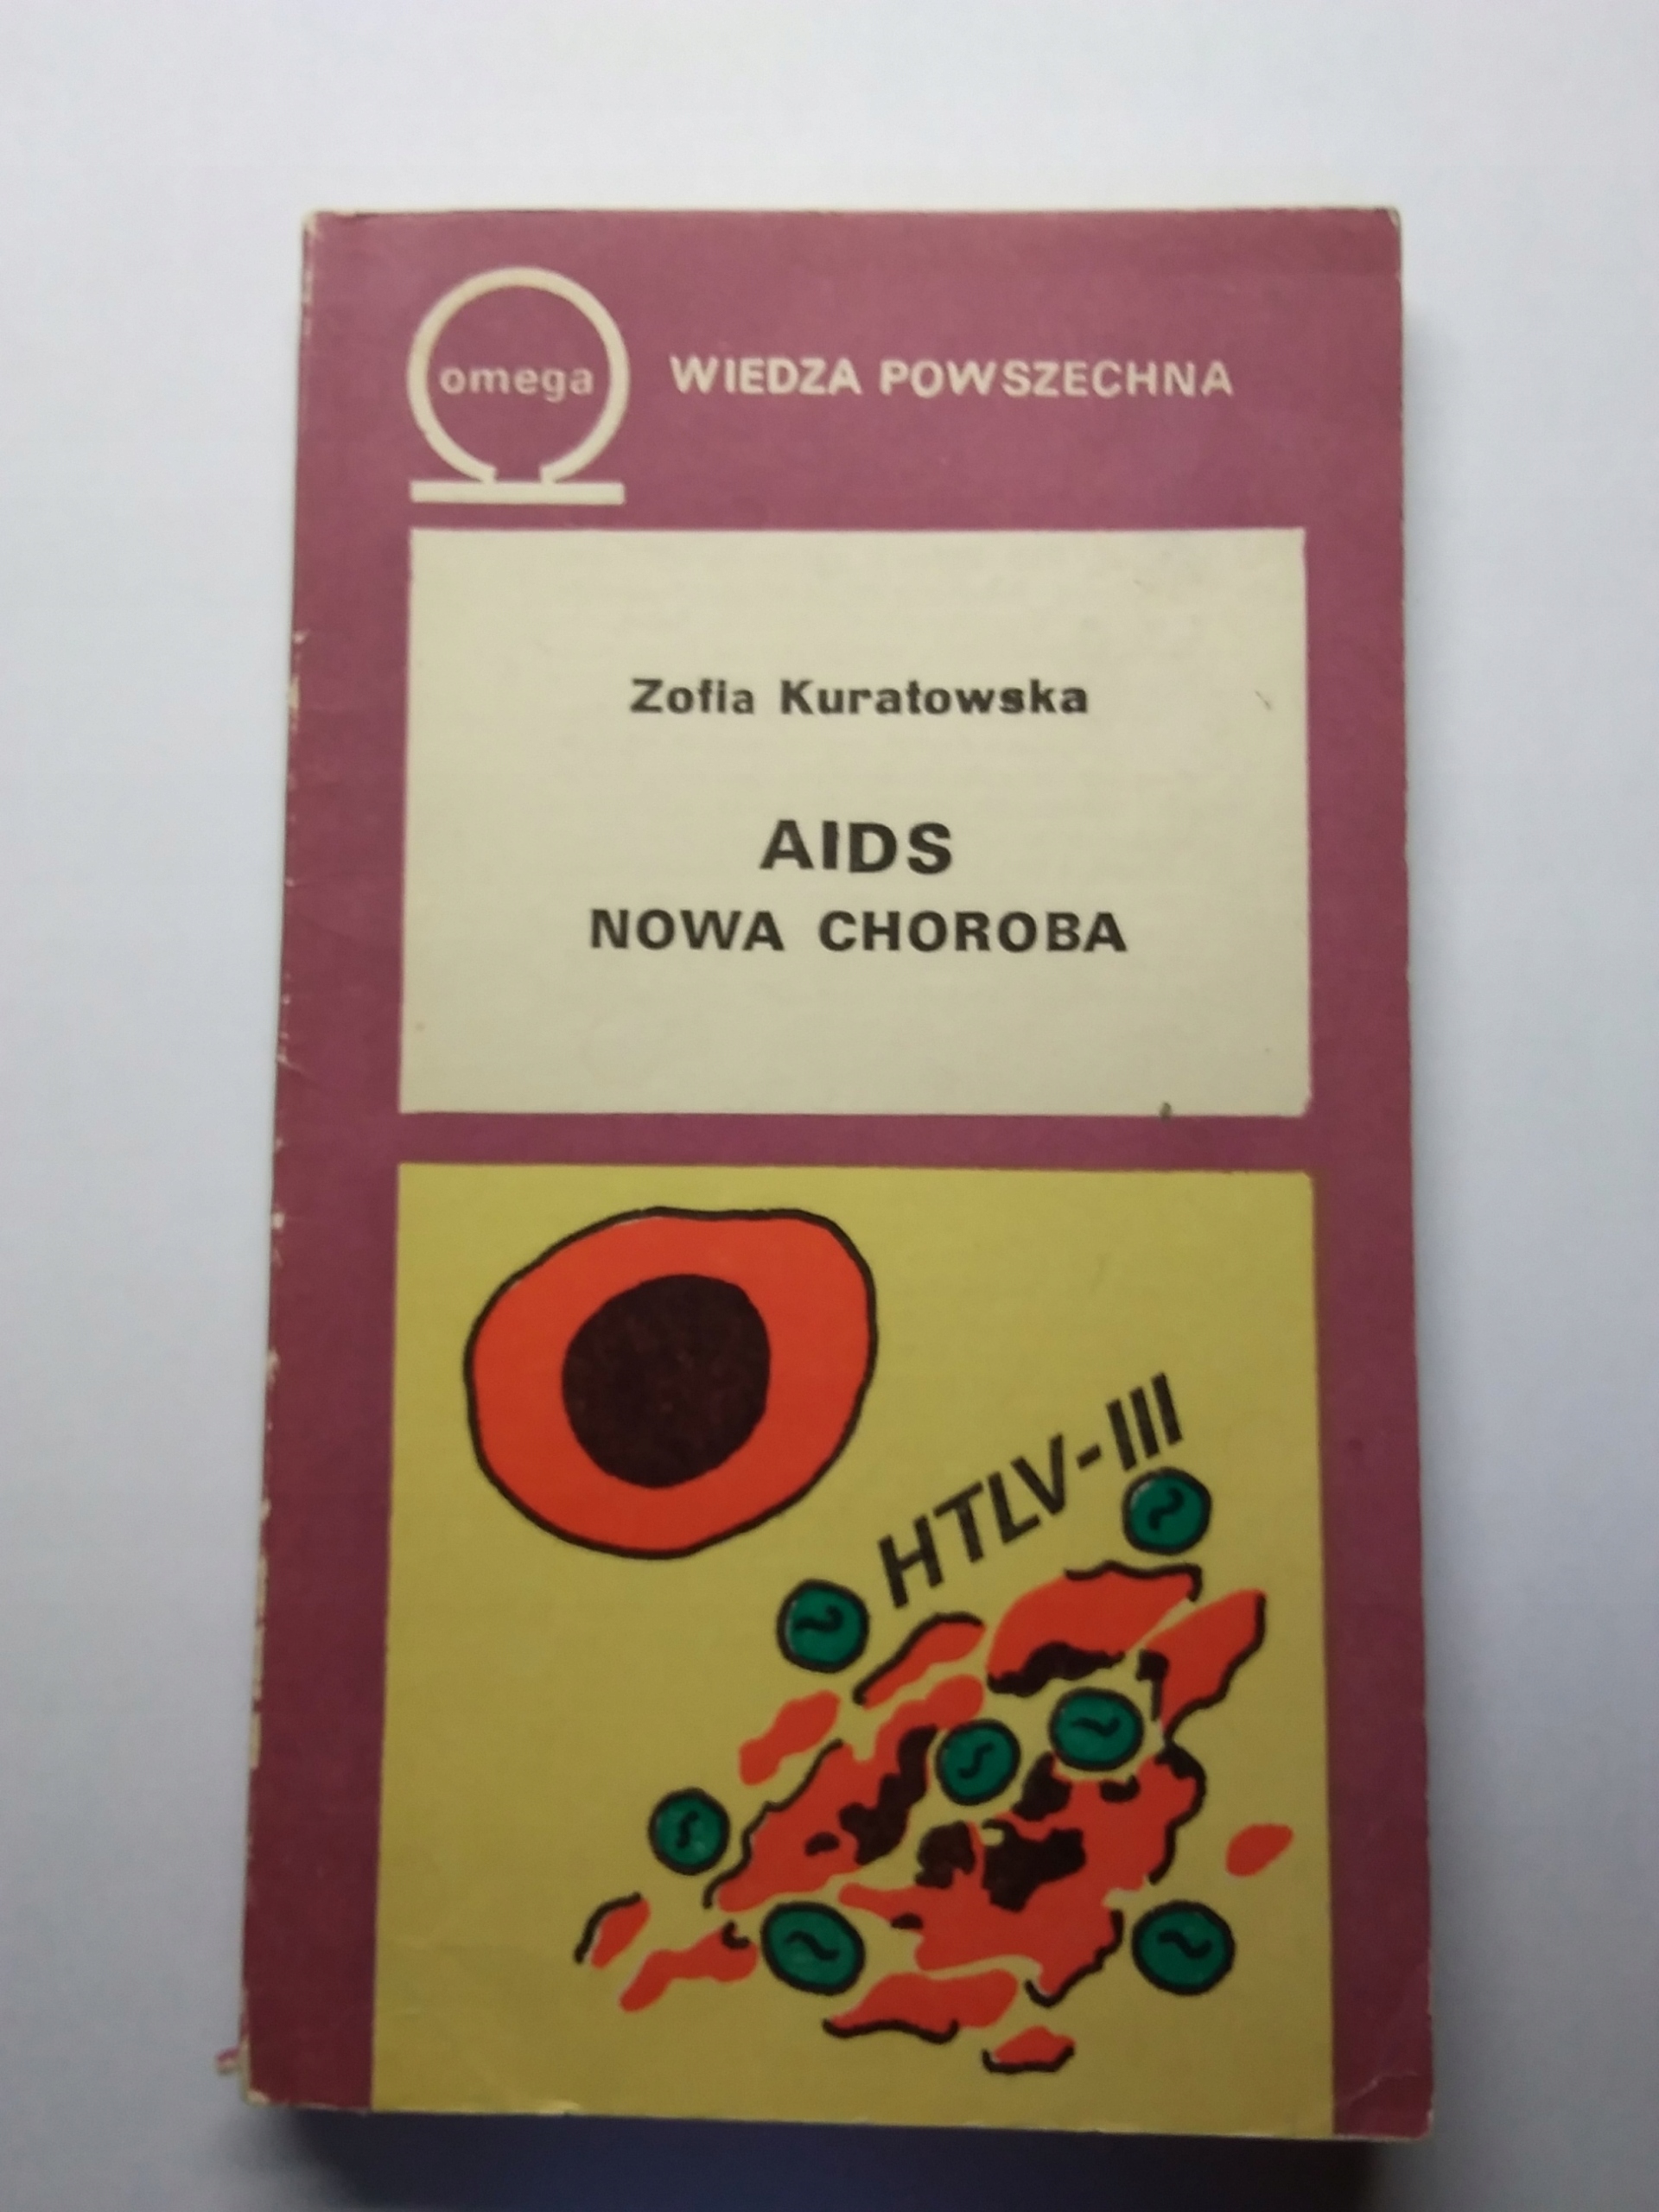 omega
WIEDZA POWSZECHNA
Zofia Kuratowska
AIDS
NOWA CHOROBA
HTLV-III